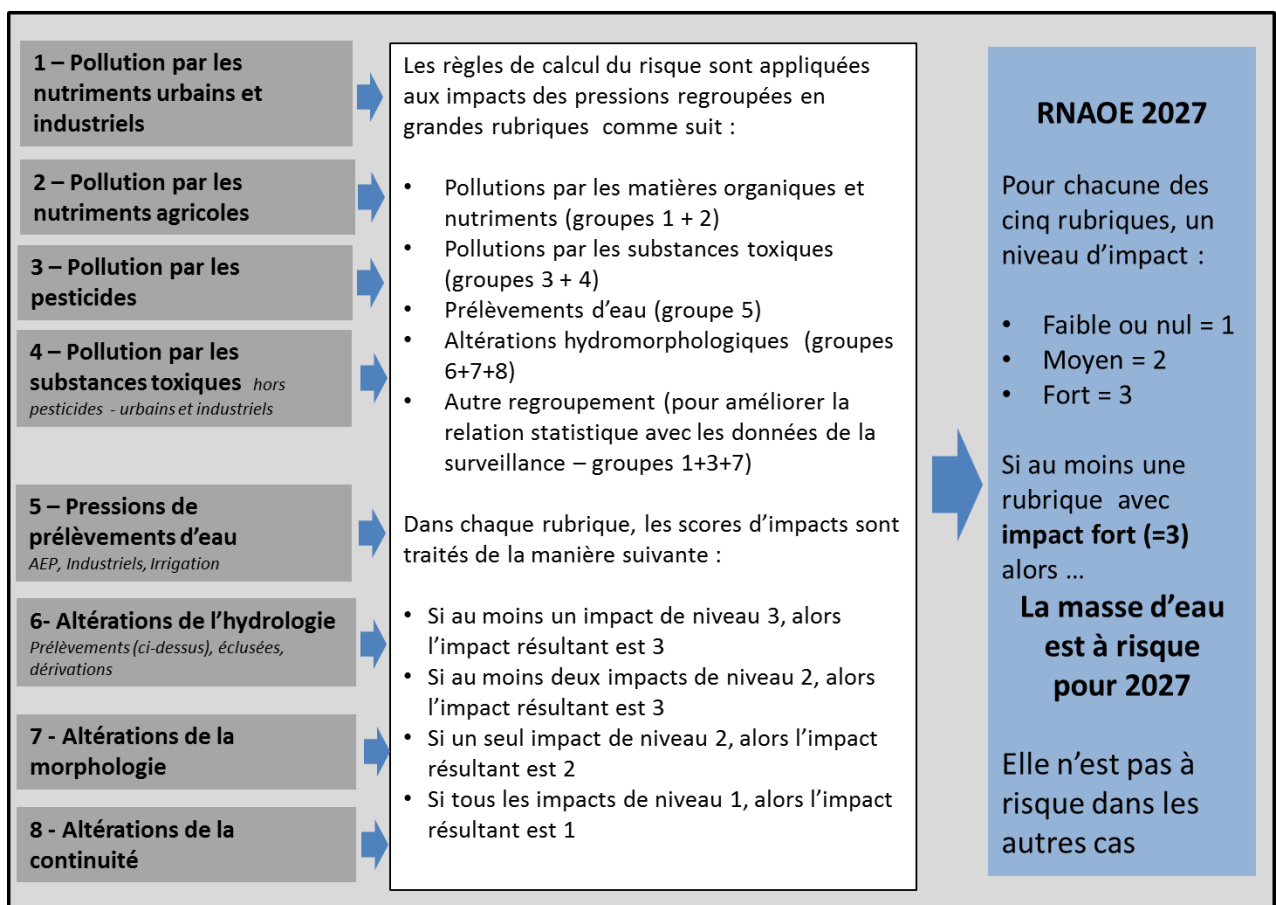 1 – Pollution par les
nutriments urbains et
industriels
2 – Pollution par les
nutriments agricoles
3 – Pollution par les
pesticides
4 – Pollution par les
substances toxiques hors
pesticides - urbains et industriels
5 – Pressions de
prélèvements d’eau
AEP, Industriels, Irrigation
6- Altérations de l’hydrologie
Prélèvements (ci-dessus), éclusées,
dérivations
7 - Altérations de la
morphologie
8 - Altérations de la
continuité
Les règles de calcul du risque sont appliquées
aux impacts des pressions regroupées en
grandes rubriques comme suit :
• Pollutions par les matières organiques et
nutriments (groupes 1 + 2)
• Pollutions par les substances toxiques
(groupes 3 + 4)
• Prélèvements d’eau (groupe 5)
• Altérations hydromorphologiques (groupes
6+7+8)
• Autre regroupement (pour améliorer la
relation statistique avec les données de la
surveillance – groupes 1+3+7)
Dans chaque rubrique, les scores d’impacts sont
traités de la manière suivante :
• Si au moins un impact de niveau 3, alors
l’impact résultant est 3
• Si au moins deux impacts de niveau 2, alors
l’impact résultant est 3
• Si un seul impact de niveau 2, alors l’impact
résultant est 2
• Si tous les impacts de niveau 1, alors l’impact
résultant est 1
RNAOE 2027
Pour chacune des
cinq rubriques, un
niveau d’impact :
• Faible ou nul = 1
• Moyen = 2
• Fort = 3
Si au moins une
rubrique avec
impact fort (=3)
alors …
La masse d’eau
est à risque
pour 2027
Elle n’est pas à
risque dans les
autres cas